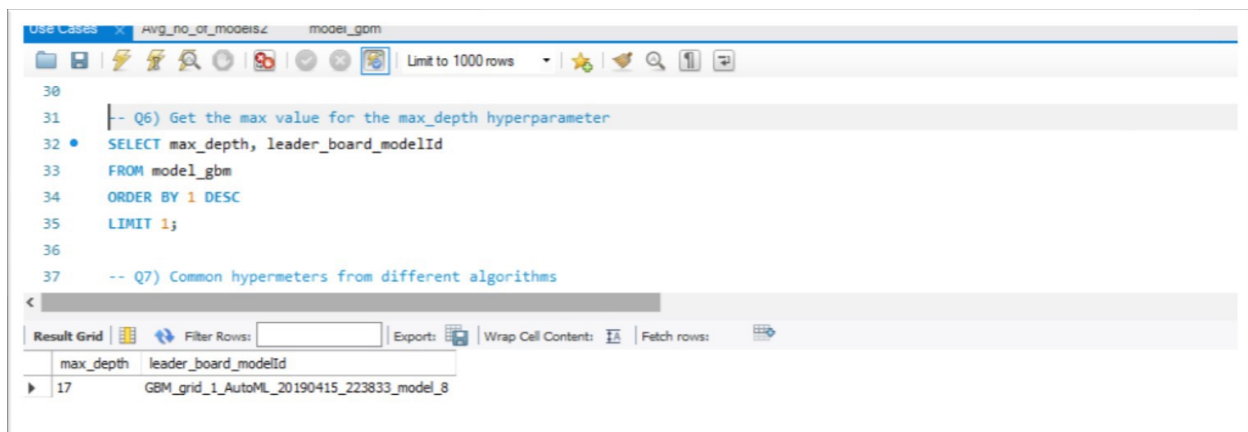 Use Cases Avg_no_of_models2 model_gbm
Limit to 1000 rows
30
31 -- Q6) Get the max value for the max_depth hyperparameter
32 SELECT max_depth, leader_board_modelId
33 FROM model_gbm
34 ORDER BY 1 DESC
35 LIMIT 1;
36
37 -- Q7) Common hypermeters from different algorithms
Result Grid Filter Rows: Export: Wrap Cell Content: IA Fetch rows:
max_depth leader_board_modelId
17 GBM_grid_1_AutoML_20190415_223833_model_8